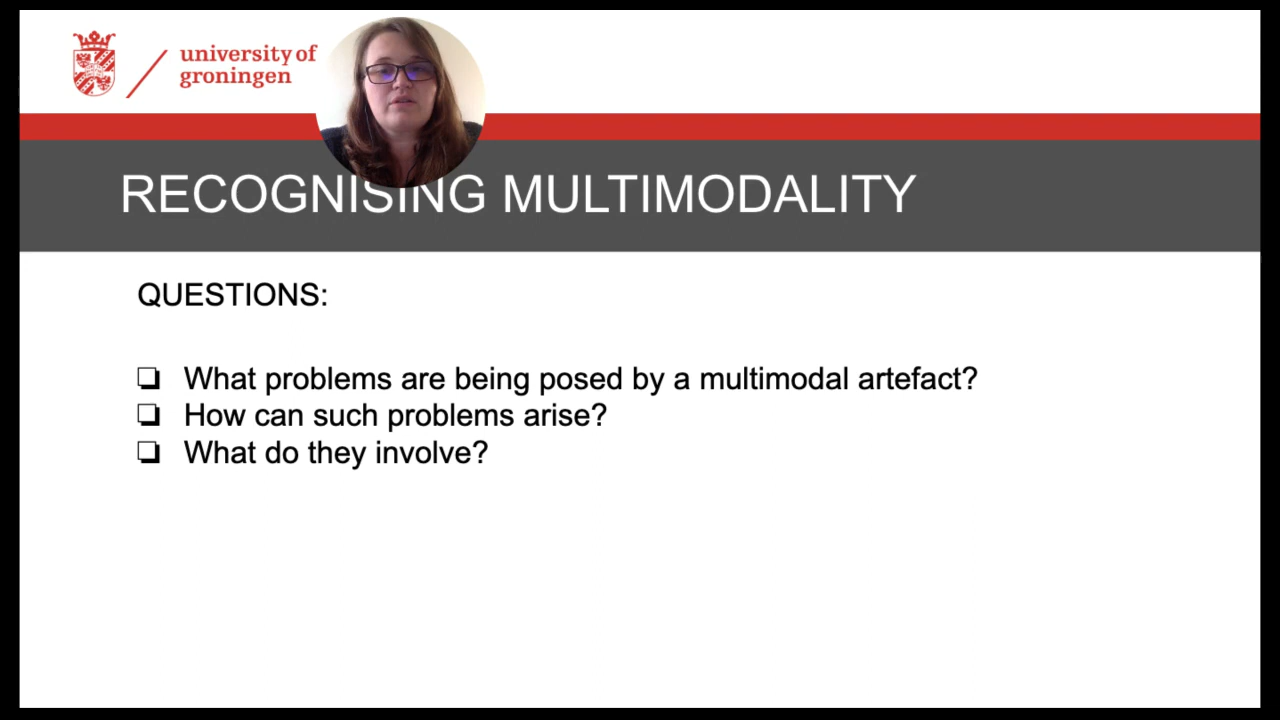 university of
groningen
RECOGNISING MULTIMODALITY
QUESTIONS:
What problems are being posed by a multimodal artefact?
How can such problems arise?
What do they involve?